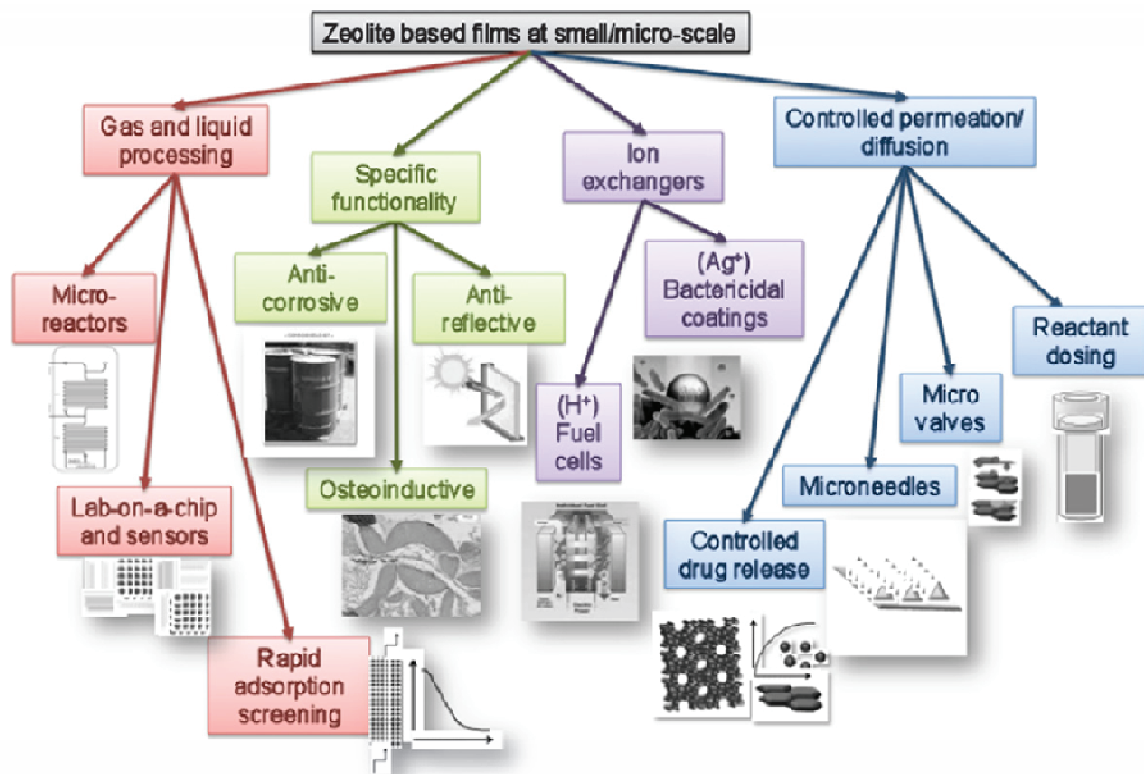 Zeolite based films at small/micro-scale
Gas and liquid
processing
Specific
functionality
Ion
exchangers
Controlled permeation/
diffusion
Micro-
reactors
Lab-on-a-chip
and sensors
Rapid
adsorption
screening
Anti-
corrosive
Osteoinductive
Anti-
reflective
(H⁺)
Fuel
cells
(Ag⁺)
Bactericidal
coatings
Controlled
drug release
Microneedles
Micro
valves
Reactant
dosing